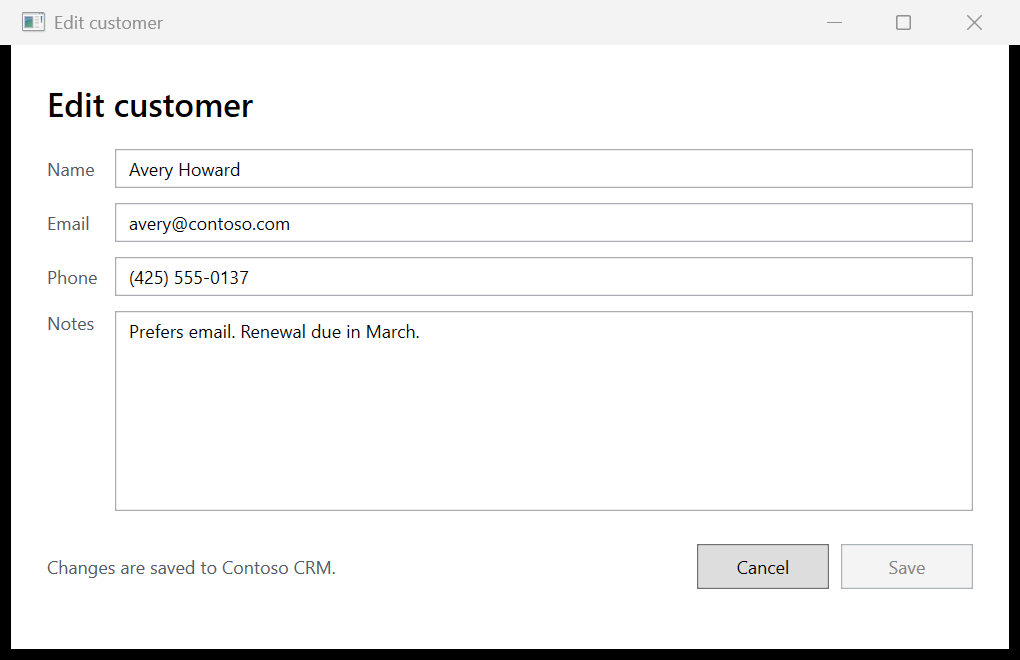 Edit customer
Edit customer
Name
Avery Howard
Email
avery@contoso.com
Phone
(425) 555-0137
Notes
Prefers email. Renewal due in March.
Changes are saved to Contoso CRM.
Cancel
Save